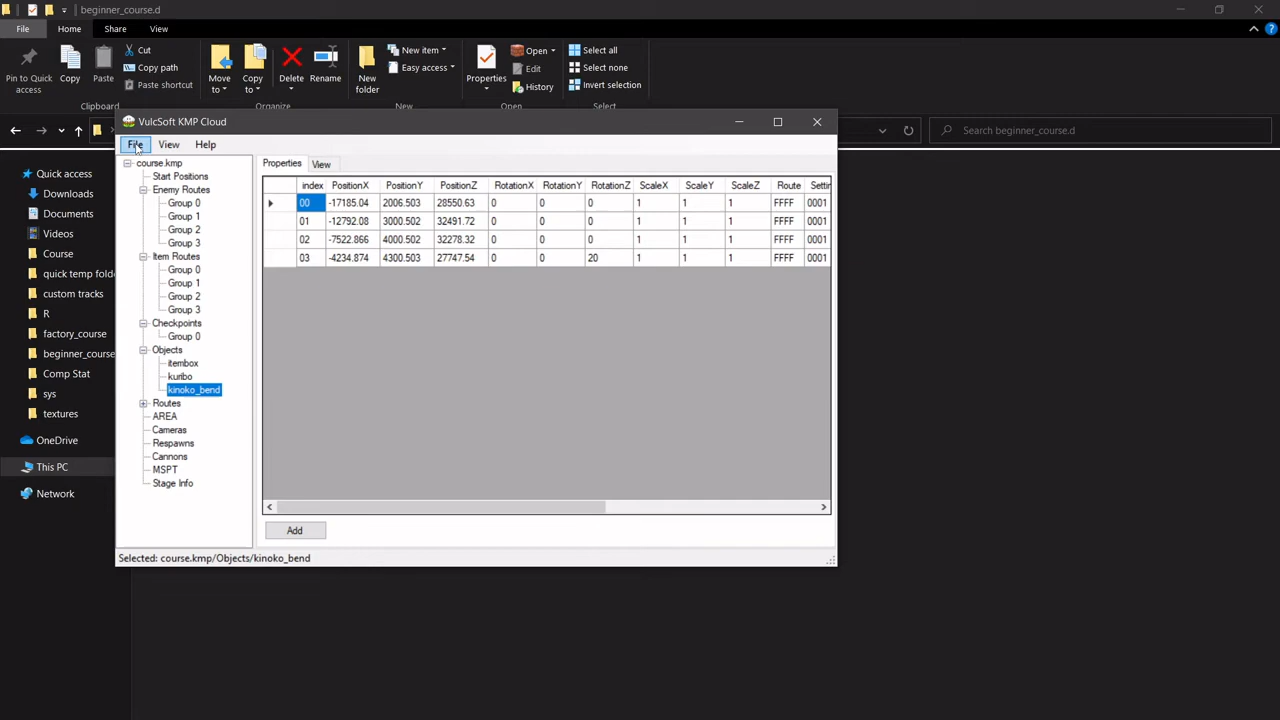 beginner_course.d
File Home Share View
Pin to Quick access
Copy
Paste
Cut
Copy path
Paste shortcut
Clipboard
Move to
Copy to
Delete
Rename
Organize
New folder
New item
Easy access
New
Properties
Open
Edit
History
Open
Select all
Select none
Invert selection
Select
Search beginner_course.d
Quick access
Downloads
Documents
Videos
Course
quick temp fold
custom tracks
R
factory_course
beginner_course
Comp Stat
sys
textures
OneDrive
This PC
Network
VulcSoft KMP Cloud
File View Help
course.kmp
Start Positions
Enemy Routes
Group 0
Group 1
Group 2
Group 3
Item Routes
Group 0
Group 1
Group 2
Group 3
Checkpoints
Group 0
Objects
itembox
kuribo
kinoko_bend
Routes
AREA
Cameras
Respawns
Cannons
MSPT
Stage Info
Properties View
index PositionX PositionY PositionZ RotationX RotationY RotationZ ScaleX ScaleY ScaleZ Route Settin
00 -17185.04 2006.503 28550.63 0 0 0 1 1 1 FFFF 0001
01 -12792.08 3000.502 32491.72 0 0 0 1 1 1 FFFF 0001
02 -7522.866 4000.502 32278.32 0 0 0 1 1 1 FFFF 0001
03 -4234.874 4300.503 27747.54 0 0 20 1 1 1 FFFF 0001
Add
Selected: course.kmp/Objects/kinoko_bend